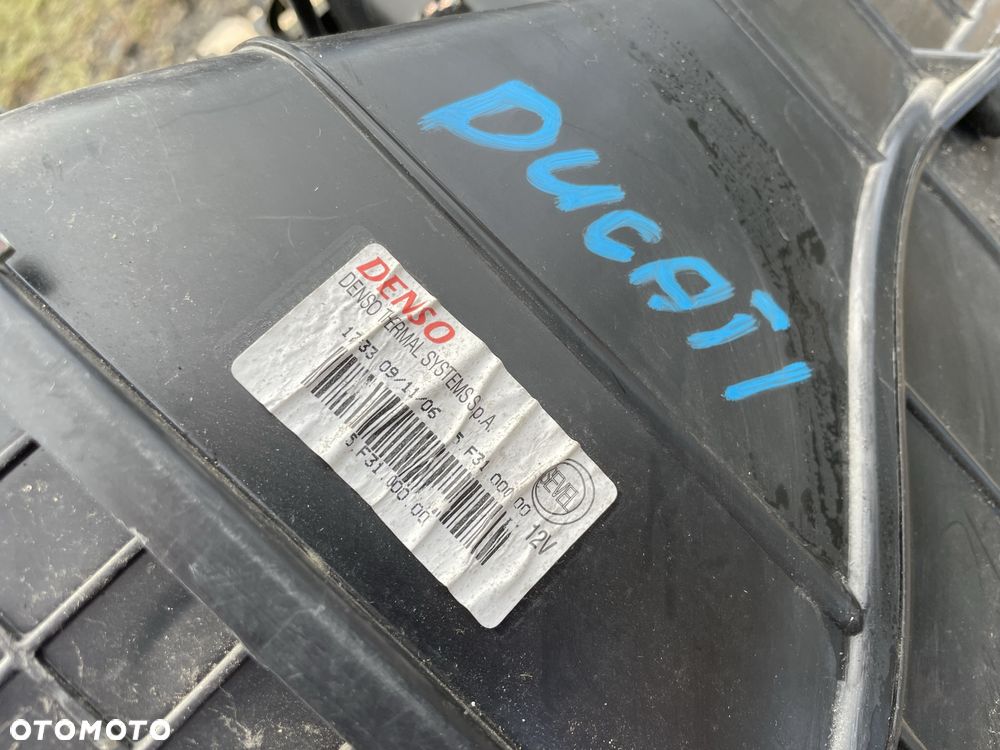 DUCATI
DENSO
DENSO TERMAL SYSTEMS S.p.A.
1733 09/11/06 5.F31.000.00
5.F31.000.00
SEVEL
12V
OTOMOTO